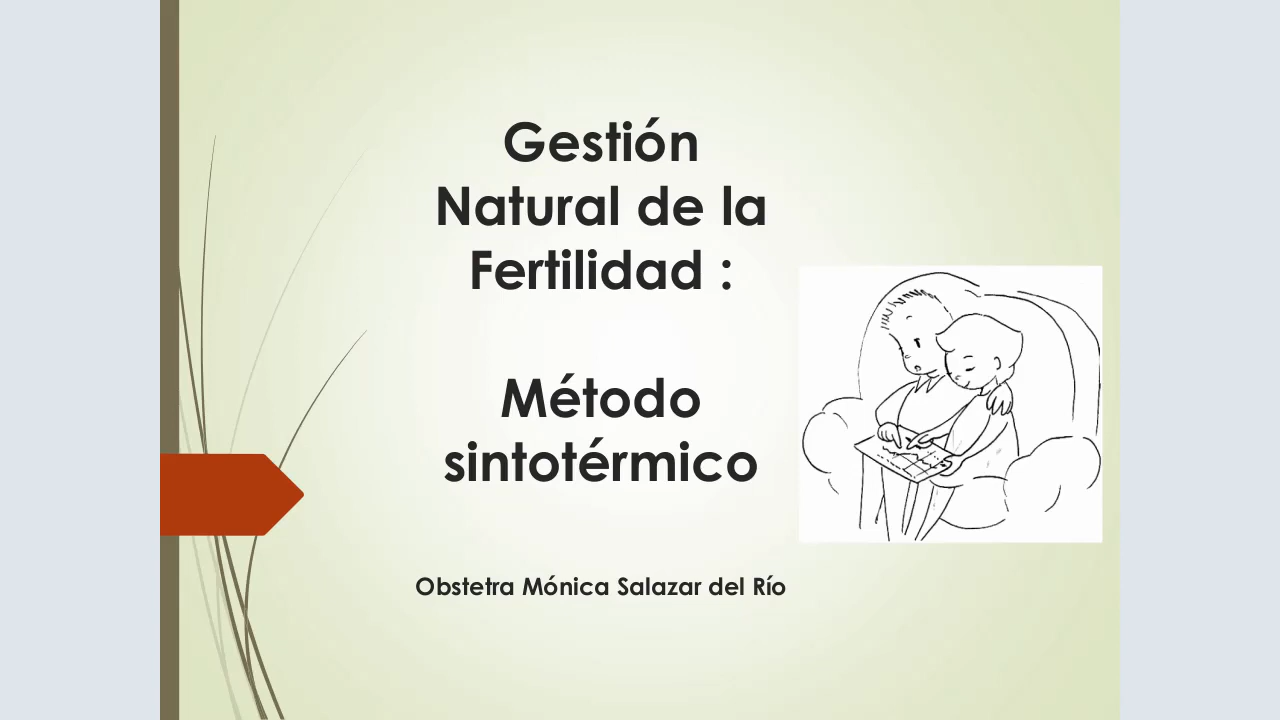 Gestión
Natural de la
Fertilidad :
Método
sintotérmico
Obstetra Mónica Salazar del Río